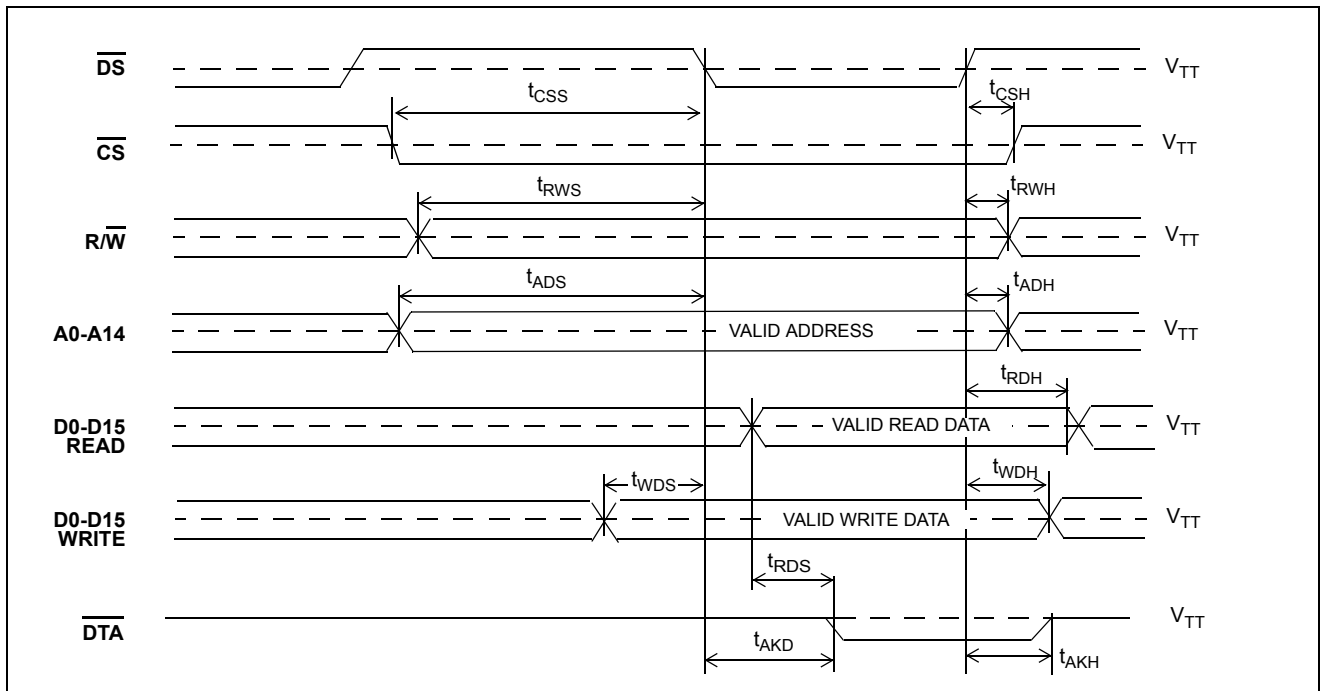 DS
VTT
tCSS
tCSH
CS
VTT
tRWS
tRWH
R/W
VTT
tADS
tADH
A0-A14
VALID ADDRESS
VTT
tRDH
D0-D15
READ
VALID READ DATA
VTT
tWDS
tWDH
D0-D15
WRITE
VALID WRITE DATA
VTT
tRDS
DTA
VTT
tAKD
tAKH